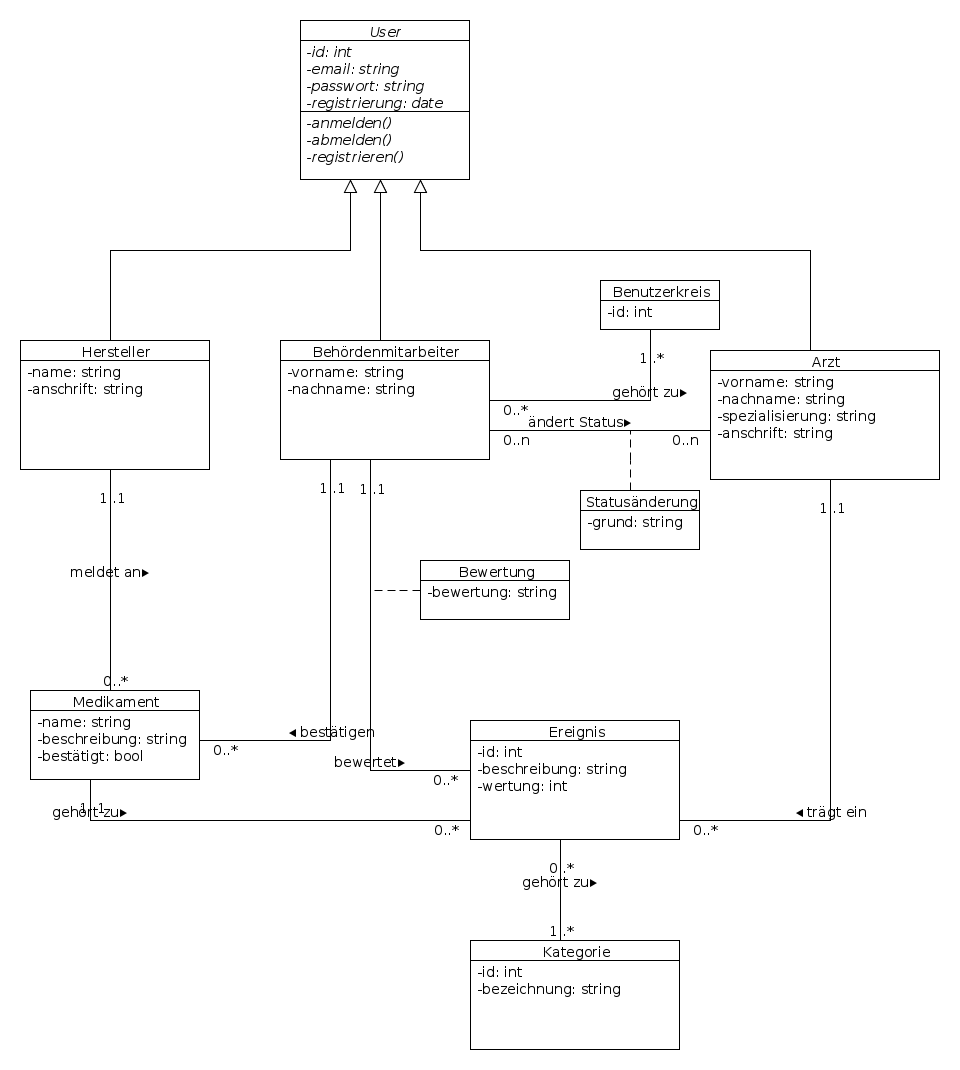 User
-id: int
-email: string
-passwort: string
-registrierung: date
-anmelden()
-abmelden()
-registrieren()
Benutzerkreis
-id: int
Hersteller
-name: string
-anschrift: string
Behördenmitarbeiter
-vorname: string
-nachname: string
Arzt
-vorname: string
-nachname: string
-spezialisierung: string
-anschrift: string
1..*
gehört zu▶
0..*
ändert Status▶
0..n
0..n
1..1
1..1
1..1
1..1
Statusänderung
-grund: string
meldet an▶
Bewertung
-bewertung: string
0..*
Medikament
-name: string
-beschreibung: string
-bestätigt: bool
◀ bestätigen
0..*
bewertet▶
0..*
Ereignis
-id: int
-beschreibung: string
-wertung: int
1..1
gehört zu▶
0..*
0..*
◀ trägt ein
0..*
gehört zu▶
1..*
Kategorie
-id: int
-bezeichnung: string